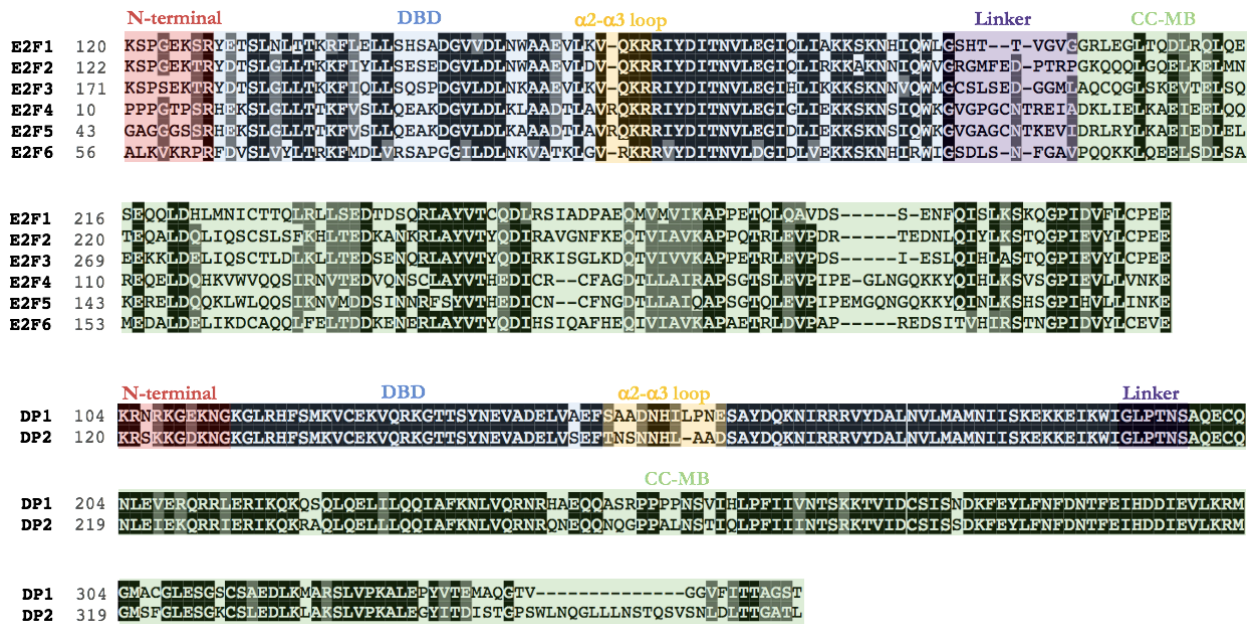 N-terminal DBD α2-α3 loop Linker CC-MB
E2F1 120 KSPGEKSRYETSLNLTTKRFLELLSHSADGVVDLNWAAEVLKV-QKRRIYDITNVLEGIQLIAKKSKNHIQWLGSHT--T-VGVGGRLEGLTQDLRQLQE
E2F2 122 KSPGEKTRYDTSLGLLTKKFIYLLSESEDGVLDLNWAAEVLDV-QKRRIYDITNVLEGIQLIRKKAKNNIQWVGRGMFED-PTRPGKQQQLGQELKELMN
E2F3 171 KSPSEKTRYDTSLGLLTKKFIQLLSQSPDGVLDLNKAAEVLKV-QKRRIYDITNVLEGIHLIKKKSKNNVQWMGCSLSED-GGMLAQCQGLSKEVTELSQ
E2F4 10 PPPGTPSRHEKSLGLLTTKFVSLLQEAKDGVLDLKLAADTLAVRQKRRIYDITNVLEGIGLIEKKSKNSIQWKGVGPGCNTREIADKLIELKAEIEELQQ
E2F5 43 GAGGGSSRHEKSLGLLTTKFVSLLQEAKDGVLDLKAAADTLAVRQKRRIYDITNVLEGIDLIEKKSKNSIQWKGVGAGCNTKEVIDRLRYLKAEIEDLEL
E2F6 56 ALKVKRPRFDVSLVYLTRKFMDLVRSAPGGILDLNKVATKLGV-RKRRVYDITNVLDGIDLVEKKSKNHIRWIGSDLS-N-FGAVPQQKKLQEELSDLSA
E2F1 216 SEQQLDHLMNICTTQLRLLSEDTDSQRLAYVTCQDLRSIADPAEQMVMVIKAPPETQLQAVDS-----S-ENFQISLKSKQGPIDVFLCPEE
E2F2 220 TEQALDQLIQSCSLSFKHLTEDKANKRLAYVTYQDIRAVGNFKEQTVIAVKAPPQTRLEVPDR-----TEDNLQIYLKSTQGPIEVYLCPEE
E2F3 269 EEKKLDELIQSCTLDLKLLTEDSENQRLAYVTYQDIRKISGLKDQTVIVVKAPPETRLEVPDS-----I-ESLQIHLASTQGPIEVYLCPEE
E2F4 110 REQELDQHKVWVQQSIRNVTEDVQNSCLAYVTHEDICR--CFAGDTLLAIRAPSGTSLEVPIPE-GLNGQKKYQIHLKSVSGPIEVLLVNKE
E2F5 143 KERELDQQKLWLQQSIKNVMDDSINNRFSYVTHEDICN--CFNGDTLLAIQAPSGTQLEVPIPEMGQNGQKKYQINLKSHSGPIHVLLINKE
E2F6 153 MEDALDELIKDCAQQLFELTDDKENERLAYVTYQDIHSIQAFHEQIVIAVKAPAETRLDVPAP-----REDSITVHIRSTNGPIDVYLCEVE
N-terminal DBD α2-α3 loop Linker
DP1 104 KRNRKGEKNGKGLRHFSMKVCEKVQRKGTTSYNEVADELVAEFSAADNHILPNESAYDQKNIRRRVYDALNVLMAMNIISKEKKEIKWIGLPTNSAQECQ
DP2 120 KRSKKGDKNGKGLRHFSMKVCEKVQRKGTTSYNEVADELVSEFTNSNNHL-AADSAYDQKNIRRRVYDALNVLMAMNIISKEKKEIKWIGLPTNSAQECQ
CC-MB
DP1 204 NLEVERQRRLERIKQKQSQLQELILQQIAFKNLVQRNRHAEQQASRPPPPNSVIHLPFIIVNTSKKTVIDCSISNDKFEYLFNFDNTFEIHDDIEVLKRM
DP2 219 NLEIEKQRRIERIKQKRAQLQELLLQQIAFKNLVQRNRQNEQQNQGPPALNSTIQLPFIIINTSRKTVIDCSISSDKFEYLFNFDNTFEIHDDIEVLKRM
DP1 304 GMACGLESGSCSAEDLKMARSLVPKALEPYVTEMAQGTV---------------GGVFITTAGST
DP2 319 GMSFGLESGKCSLEDLKLAKSLVPKALEGYITDISTGPSWLNQGLLLNSTQSVSNLDLTTGATL